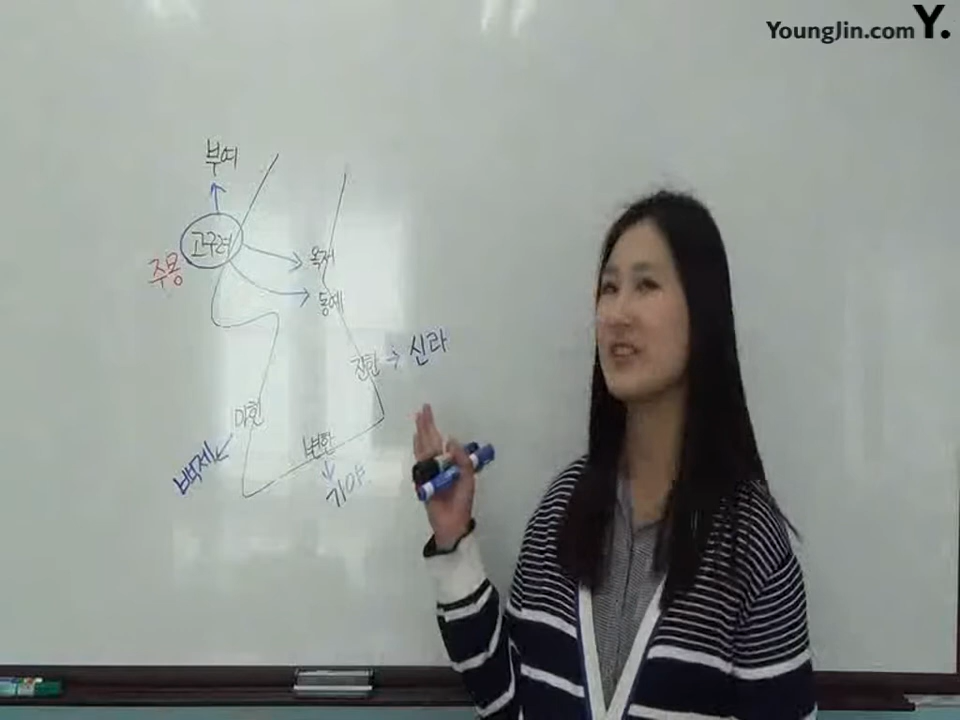 YoungJin.com Y.
부여
고구려
주몽
옥저
동예
진한 → 신라
마한
백제
변한
가야